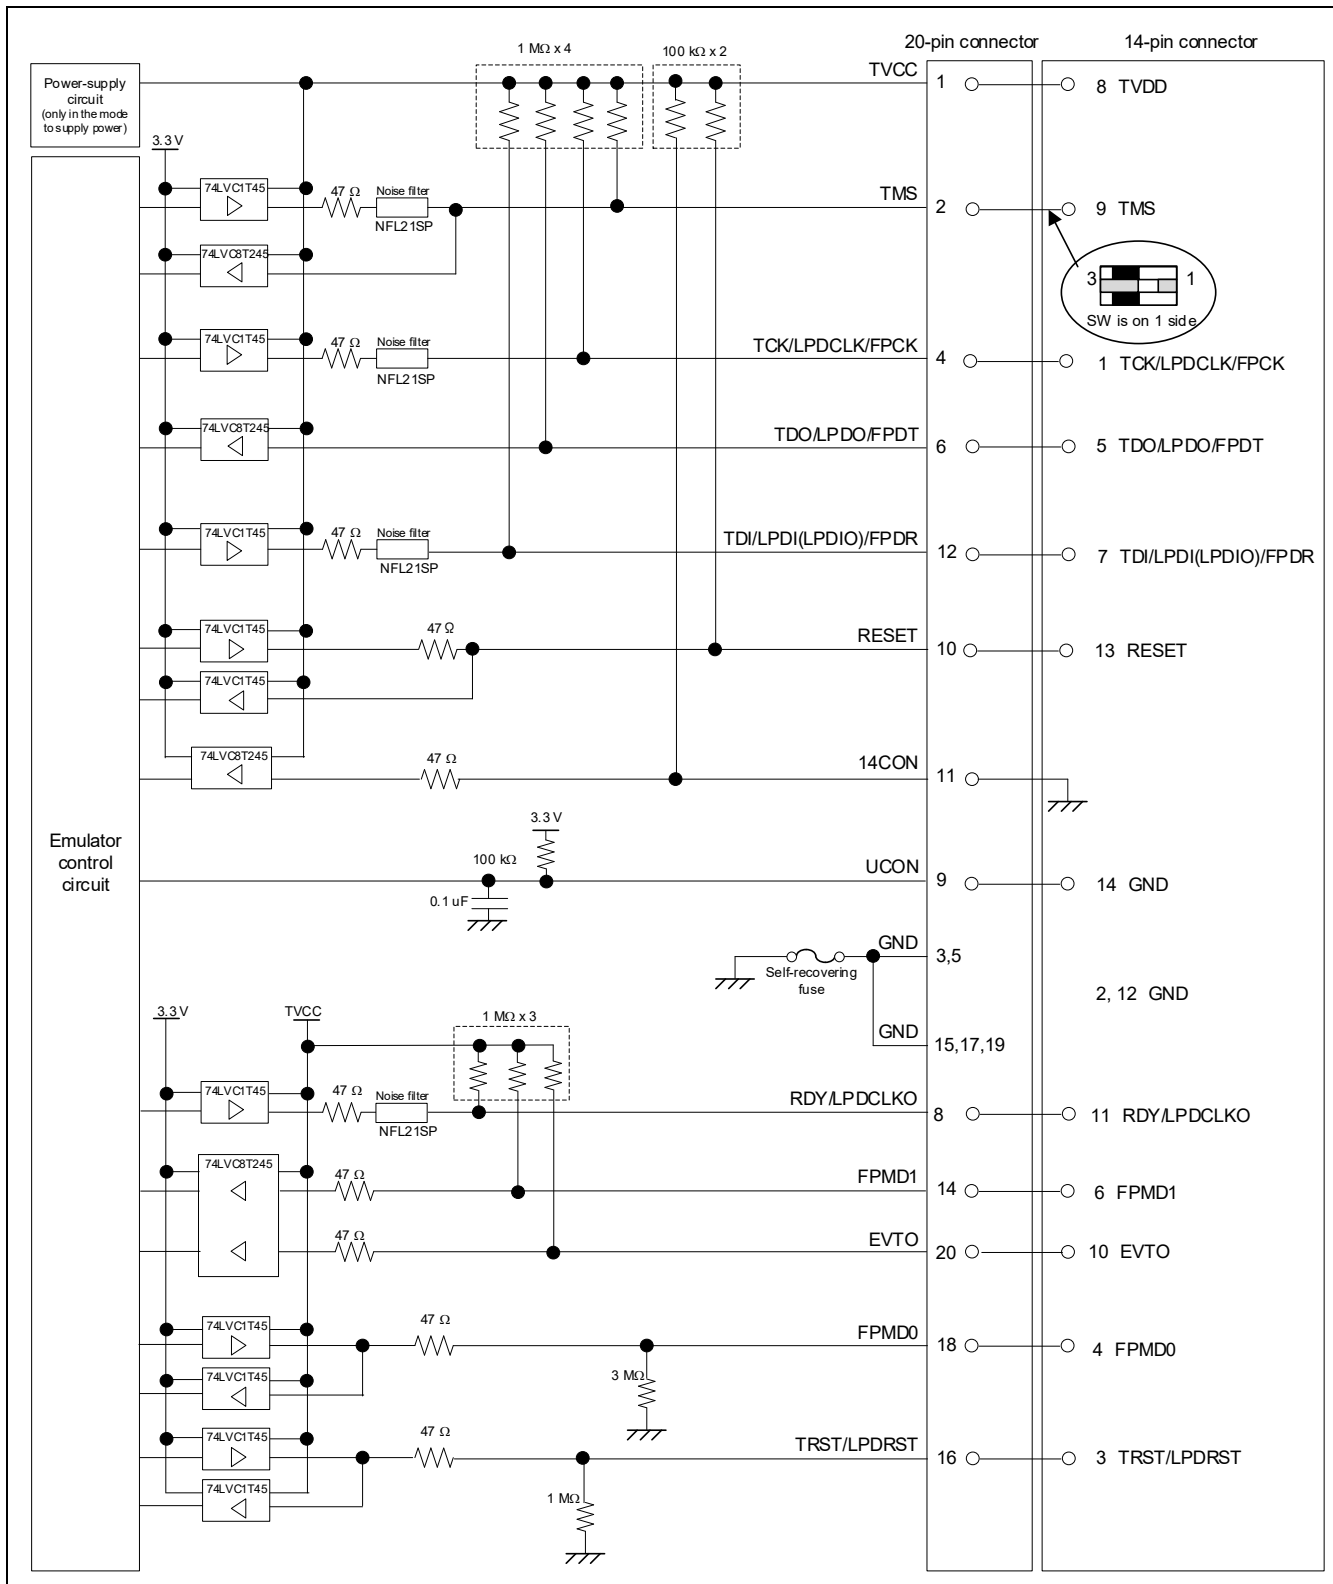 20-pin connector
14-pin connector
1 MΩ x 4
100 kΩ x 2
TVCC
1
8 TVDD
Power-supply
circuit
(only in the mode
to supply power)
3.3 V
74LVC1T45
47 Ω
Noise filter
NFL21SP
TMS
2
9 TMS
74LVC8T245
3
1
SW is on 1 side
74LVC1T45
47 Ω
Noise filter
NFL21SP
TCK/LPDCLK/FPCK
4
1 TCK/LPDCLK/FPCK
74LVC8T245
TDO/LPDO/FPDT
6
5 TDO/LPDO/FPDT
74LVC1T45
47 Ω
Noise filter
NFL21SP
TDI/LPDI(LPDIO)/FPDR
12
7 TDI/LPDI(LPDIO)/FPDR
74LVC1T45
47 Ω
RESET
10
13 RESET
74LVC1T45
74LVC8T245
47 Ω
14CON
11
Emulator
control
circuit
3.3 V
100 kΩ
0.1 uF
UCON
9
14 GND
GND
3,5
Self-recovering
fuse
2, 12 GND
GND
15,17,19
3.3 V
TVCC
1 MΩ x 3
74LVC1T45
47 Ω
Noise filter
NFL21SP
RDY/LPDCLKO
8
11 RDY/LPDCLKO
74LVC8T245
47 Ω
FPMD1
14
6 FPMD1
47 Ω
EVTO
20
10 EVTO
74LVC1T45
47 Ω
FPMD0
18
4 FPMD0
74LVC1T45
3 MΩ
74LVC1T45
47 Ω
TRST/LPDRST
16
3 TRST/LPDRST
74LVC1T45
1 MΩ